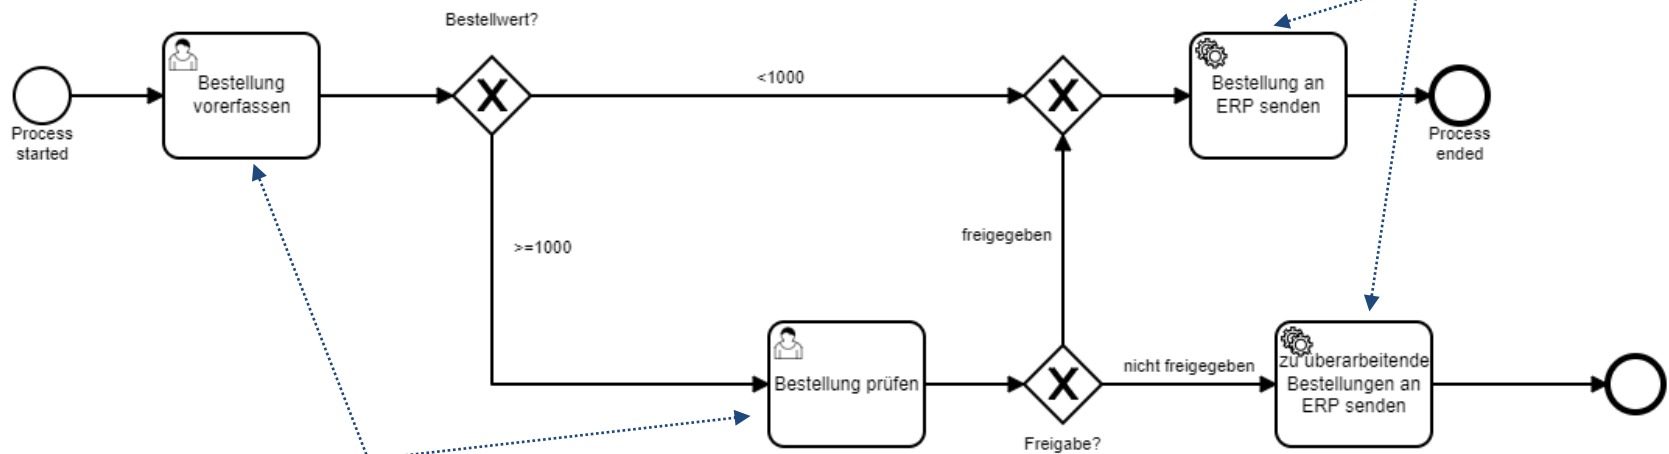 Bestellwert?
Process
started
Bestellung
vorerfassen
X
<1000
X
Bestellung an
ERP senden
Process
ended
>=1000
freigegeben
Bestellung prüfen
X
Freigabe?
nicht freigegeben
zu überarbeitende
Bestellungen an
ERP senden